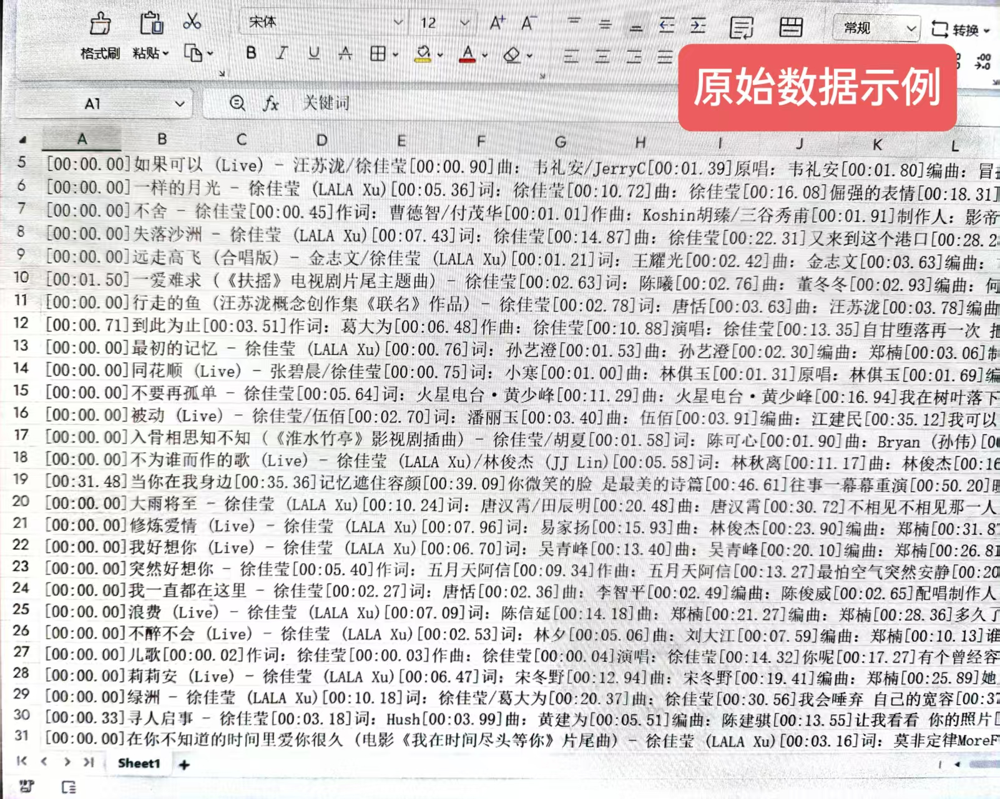 宋体 12 A⁺ A⁻ 常规 转换
格式刷 粘贴 B I U A A .00 →.0
原始数据示例
A1 fx 关键词
A B C D E F G H I J K L
5 [00:00.00]如果可以 (Live) - 汪苏泷/徐佳莹[00:00.90]曲：韦礼安/JerryC[00:01.39]原唱：韦礼安[00:01.80]编曲：冒
6 [00:00.00]一样的月光 - 徐佳莹 (LALA Xu)[00:05.36]词：徐佳莹[00:10.72]曲：徐佳莹[00:16.08]倔强的表情[00:18.31]
7 [00:00.00]不舍 - 徐佳莹[00:00.45]作词：曹德智/付茂华[00:01.01]作曲：Koshin胡臻/三谷秀甫[00:01.91]制作人：影帝
8 [00:00.00]失落沙洲 - 徐佳莹 (LALA Xu)[00:07.43]词：徐佳莹[00:14.87]曲：徐佳莹[00:22.31]又来到这个港口[00:28.2
9 [00:00.00]远走高飞 (合唱版) - 金志文/徐佳莹 (LALA Xu)[00:01.21]词：王耀光[00:02.42]曲：金志文[00:03.63]编曲：
10 [00:01.50]一爱难求 (《扶摇》电视剧片尾主题曲) - 徐佳莹[00:02.63]词：陈曦[00:02.76]曲：董冬冬[00:02.93]编曲：何
11 [00:00.00]行走的鱼 (汪苏泷概念创作集《联名》作品) - 徐佳莹[00:02.78]词：唐恬[00:03.63]曲：汪苏泷[00:03.78]编曲
12 [00:00.71]到此为止[00:03.51]作词：葛大为[00:06.48]作曲：徐佳莹[00:10.88]演唱：徐佳莹[00:13.35]自甘堕落再一次
13 [00:00.00]最初的记忆 - 徐佳莹 (LALA Xu)[00:00.76]词：孙艺澄[00:01.53]曲：孙艺澄[00:02.30]编曲：郑楠[00:03.06]制
14 [00:00.00]同花顺 (Live) - 张碧晨/徐佳莹[00:00.75]词：小寒[00:01.00]曲：林俱玉[00:01.31]原唱：林俱玉[00:01.69]编
15 [00:00.00]不要再孤单 - 徐佳莹[00:05.64]词：火星电台·黄少峰[00:11.29]曲：火星电台·黄少峰[00:16.94]我在树叶落下
16 [00:00.00]被动 (Live) - 徐佳莹/伍佰[00:02.70]词：潘丽玉[00:03.40]曲：伍佰[00:03.91]编曲：江建民[00:35.12]我可以
17 [00:00.00]入骨相思知不知 (《淮水竹亭》影视剧插曲) - 徐佳莹/胡夏[00:01.58]词：陈可心[00:01.90]曲：Bryan (孙伟)[0
18 [00:00.00]不为谁而作的歌 (Live) - 徐佳莹 (LALA Xu)/林俊杰 (JJ Lin)[00:05.58]词：林秋离[00:11.17]曲：林俊杰[00:16
19 [00:31.48]当你在我身边[00:35.36]记忆遮住容颜[00:39.09]你微笑的脸 是最美的诗篇[00:46.61]往事一幕幕重演[00:50.20]
20 [00:00.00]大雨将至 - 徐佳莹 (LALA Xu)[00:10.24]词：唐汉霄/田辰明[00:20.48]曲：唐汉霄[00:30.72]不相见不相见那一人
21 [00:00.00]修炼爱情 (Live) - 徐佳莹 (LALA Xu)[00:07.96]词：易家扬[00:15.93]曲：林俊杰[00:23.90]编曲：郑楠[00:31.8
22 [00:00.00]我好想你 (Live) - 徐佳莹 (LALA Xu)[00:06.70]词：吴青峰[00:13.40]曲：吴青峰[00:20.10]编曲：郑楠[00:26.81
23 [00:00.00]突然好想你 - 徐佳莹[00:05.40]作词：五月天阿信[00:09.34]作曲：五月天阿信[00:13.27]最怕空气突然安静[00:20
24 [00:00.00]我一直都在这里 - 徐佳莹[00:02.27]词：唐恬[00:02.36]曲：李智平[00:02.49]编曲：陈俊威[00:02.65]配唱制作人
25 [00:00.00]浪费 (Live) - 徐佳莹 (LALA Xu)[00:07.09]词：陈信延[00:14.18]曲：郑楠[00:21.27]编曲：郑楠[00:28.36]多久了
26 [00:00.00]不醉不会 (Live) - 徐佳莹 (LALA Xu)[00:02.53]词：林夕[00:05.06]曲：刘大江[00:07.59]编曲：郑楠[00:10.13]谁
27 [00:00.00]儿歌[00:00.02]作词：徐佳莹[00:00.03]作曲：徐佳莹[00:00.04]演唱：徐佳莹[00:14.32]你呢[00:17.27]有个曾经容
28 [00:00.00]莉莉安 (Live) - 徐佳莹 (LALA Xu)[00:06.47]词：宋冬野[00:12.94]曲：宋冬野[00:19.41]编曲：郑楠[00:25.89]她
29 [00:00.00]绿洲 - 徐佳莹 (LALA Xu)[00:10.18]词：徐佳莹/葛大为[00:20.37]曲：徐佳莹[00:30.56]我会唾弃 自己的宽容[00:37
30 [00:00.33]寻人启事 - 徐佳莹[00:03.18]词：Hush[00:03.99]曲：黄建为[00:05.51]编曲：陈建骐[00:13.55]让我看看 你的照片[
31 [00:00.00]在你不知道的时间里爱你很久 (电影《我在时间尽头等你》片尾曲) - 徐佳莹 (LALA Xu)[00:03.16]词：莫非定律MoreF
Sheet1 +